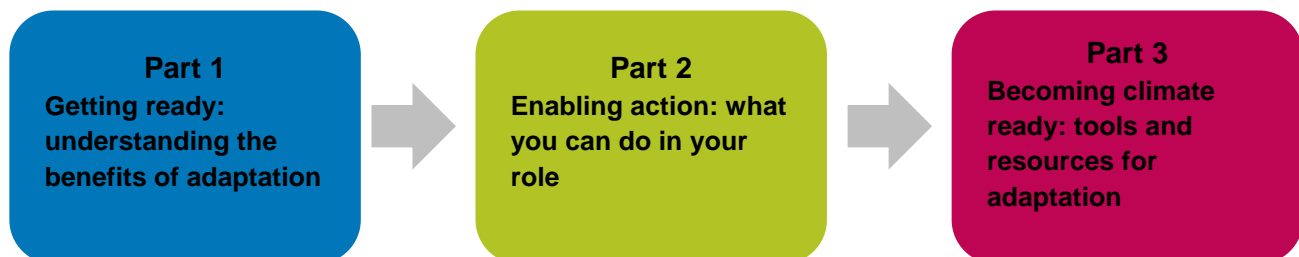 Part 1
Getting ready:
understanding the
benefits of adaptation
Part 2
Enabling action: what
you can do in your
role
Part 3
Becoming climate
ready: tools and
resources for
adaptation